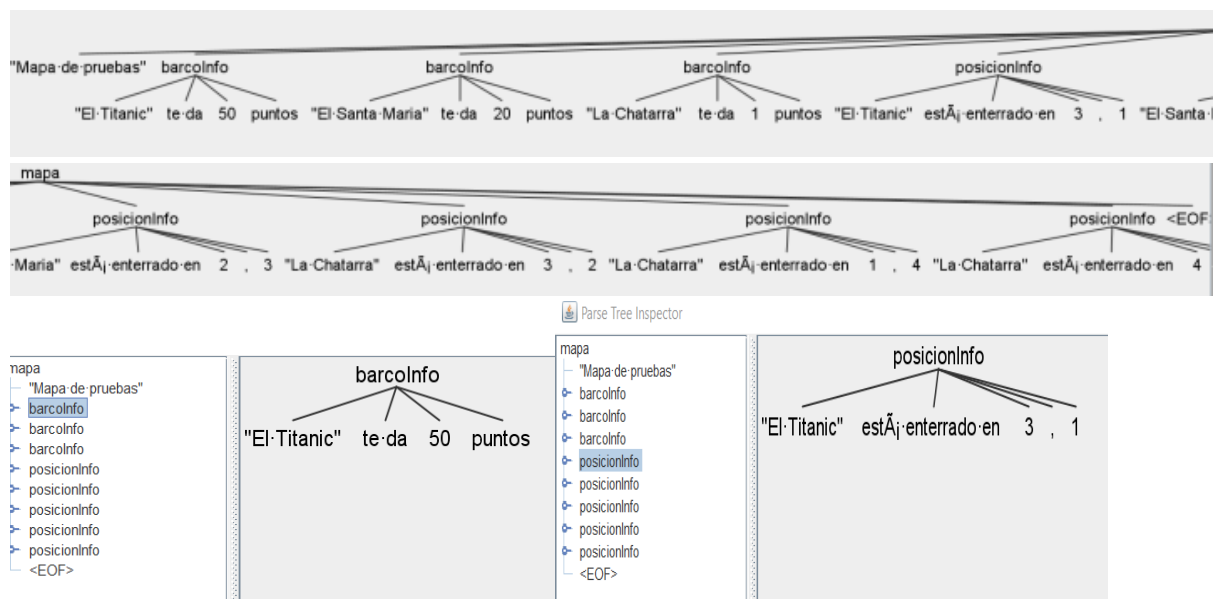 "Mapa·de·pruebas" barcoInfo barcoInfo barcoInfo posicionInfo
"El·Titanic" te·da 50 puntos "El·Santa·Maria" te·da 20 puntos "La·Chatarra" te·da 1 puntos "El·Titanic" estÃ¡·enterrado·en 3 , 1 "El·Santa·
mapa
posicionInfo posicionInfo posicionInfo posicionInfo <EOF>
·Maria" estÃ¡·enterrado·en 2 , 3 "La·Chatarra" estÃ¡·enterrado·en 3 , 2 "La·Chatarra" estÃ¡·enterrado·en 1 , 4 "La·Chatarra" estÃ¡·enterrado·en 4
mapa
"Mapa·de·pruebas"
barcoInfo
barcoInfo
barcoInfo
posicionInfo
posicionInfo
posicionInfo
posicionInfo
posicionInfo
<EOF>
barcoInfo
"El·Titanic" te·da 50 puntos
Parse Tree Inspector
mapa
"Mapa·de·pruebas"
barcoInfo
barcoInfo
barcoInfo
posicionInfo
posicionInfo
posicionInfo
posicionInfo
posicionInfo
<EOF>
posicionInfo
"El·Titanic" estÃ¡·enterrado·en 3 , 1